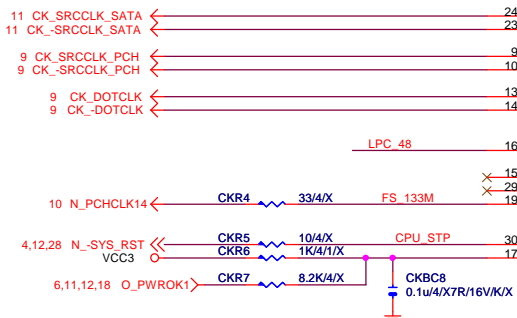 11 CK_SRCCLK_SATA 24
11 CK_-SRCCLK_SATA 23
9 CK_SRCCLK_PCH 9
9 CK_-SRCCLK_PCH 10
9 CK_DOTCLK 13
9 CK_-DOTCLK 14
LPC_48 16
15
29
10 N_PCHCLK14 CKR4 33/4/X FS_133M 19
4,12,28 N_-SYS_RST CKR5 10/4/X CPU_STP 30
VCC3 CKR6 1K/4/1/X 17
6,11,12,18 O_PWROK1 CKR7 8.2K/4/X
CKBC8
0.1u/4/X7R/16V/K/X